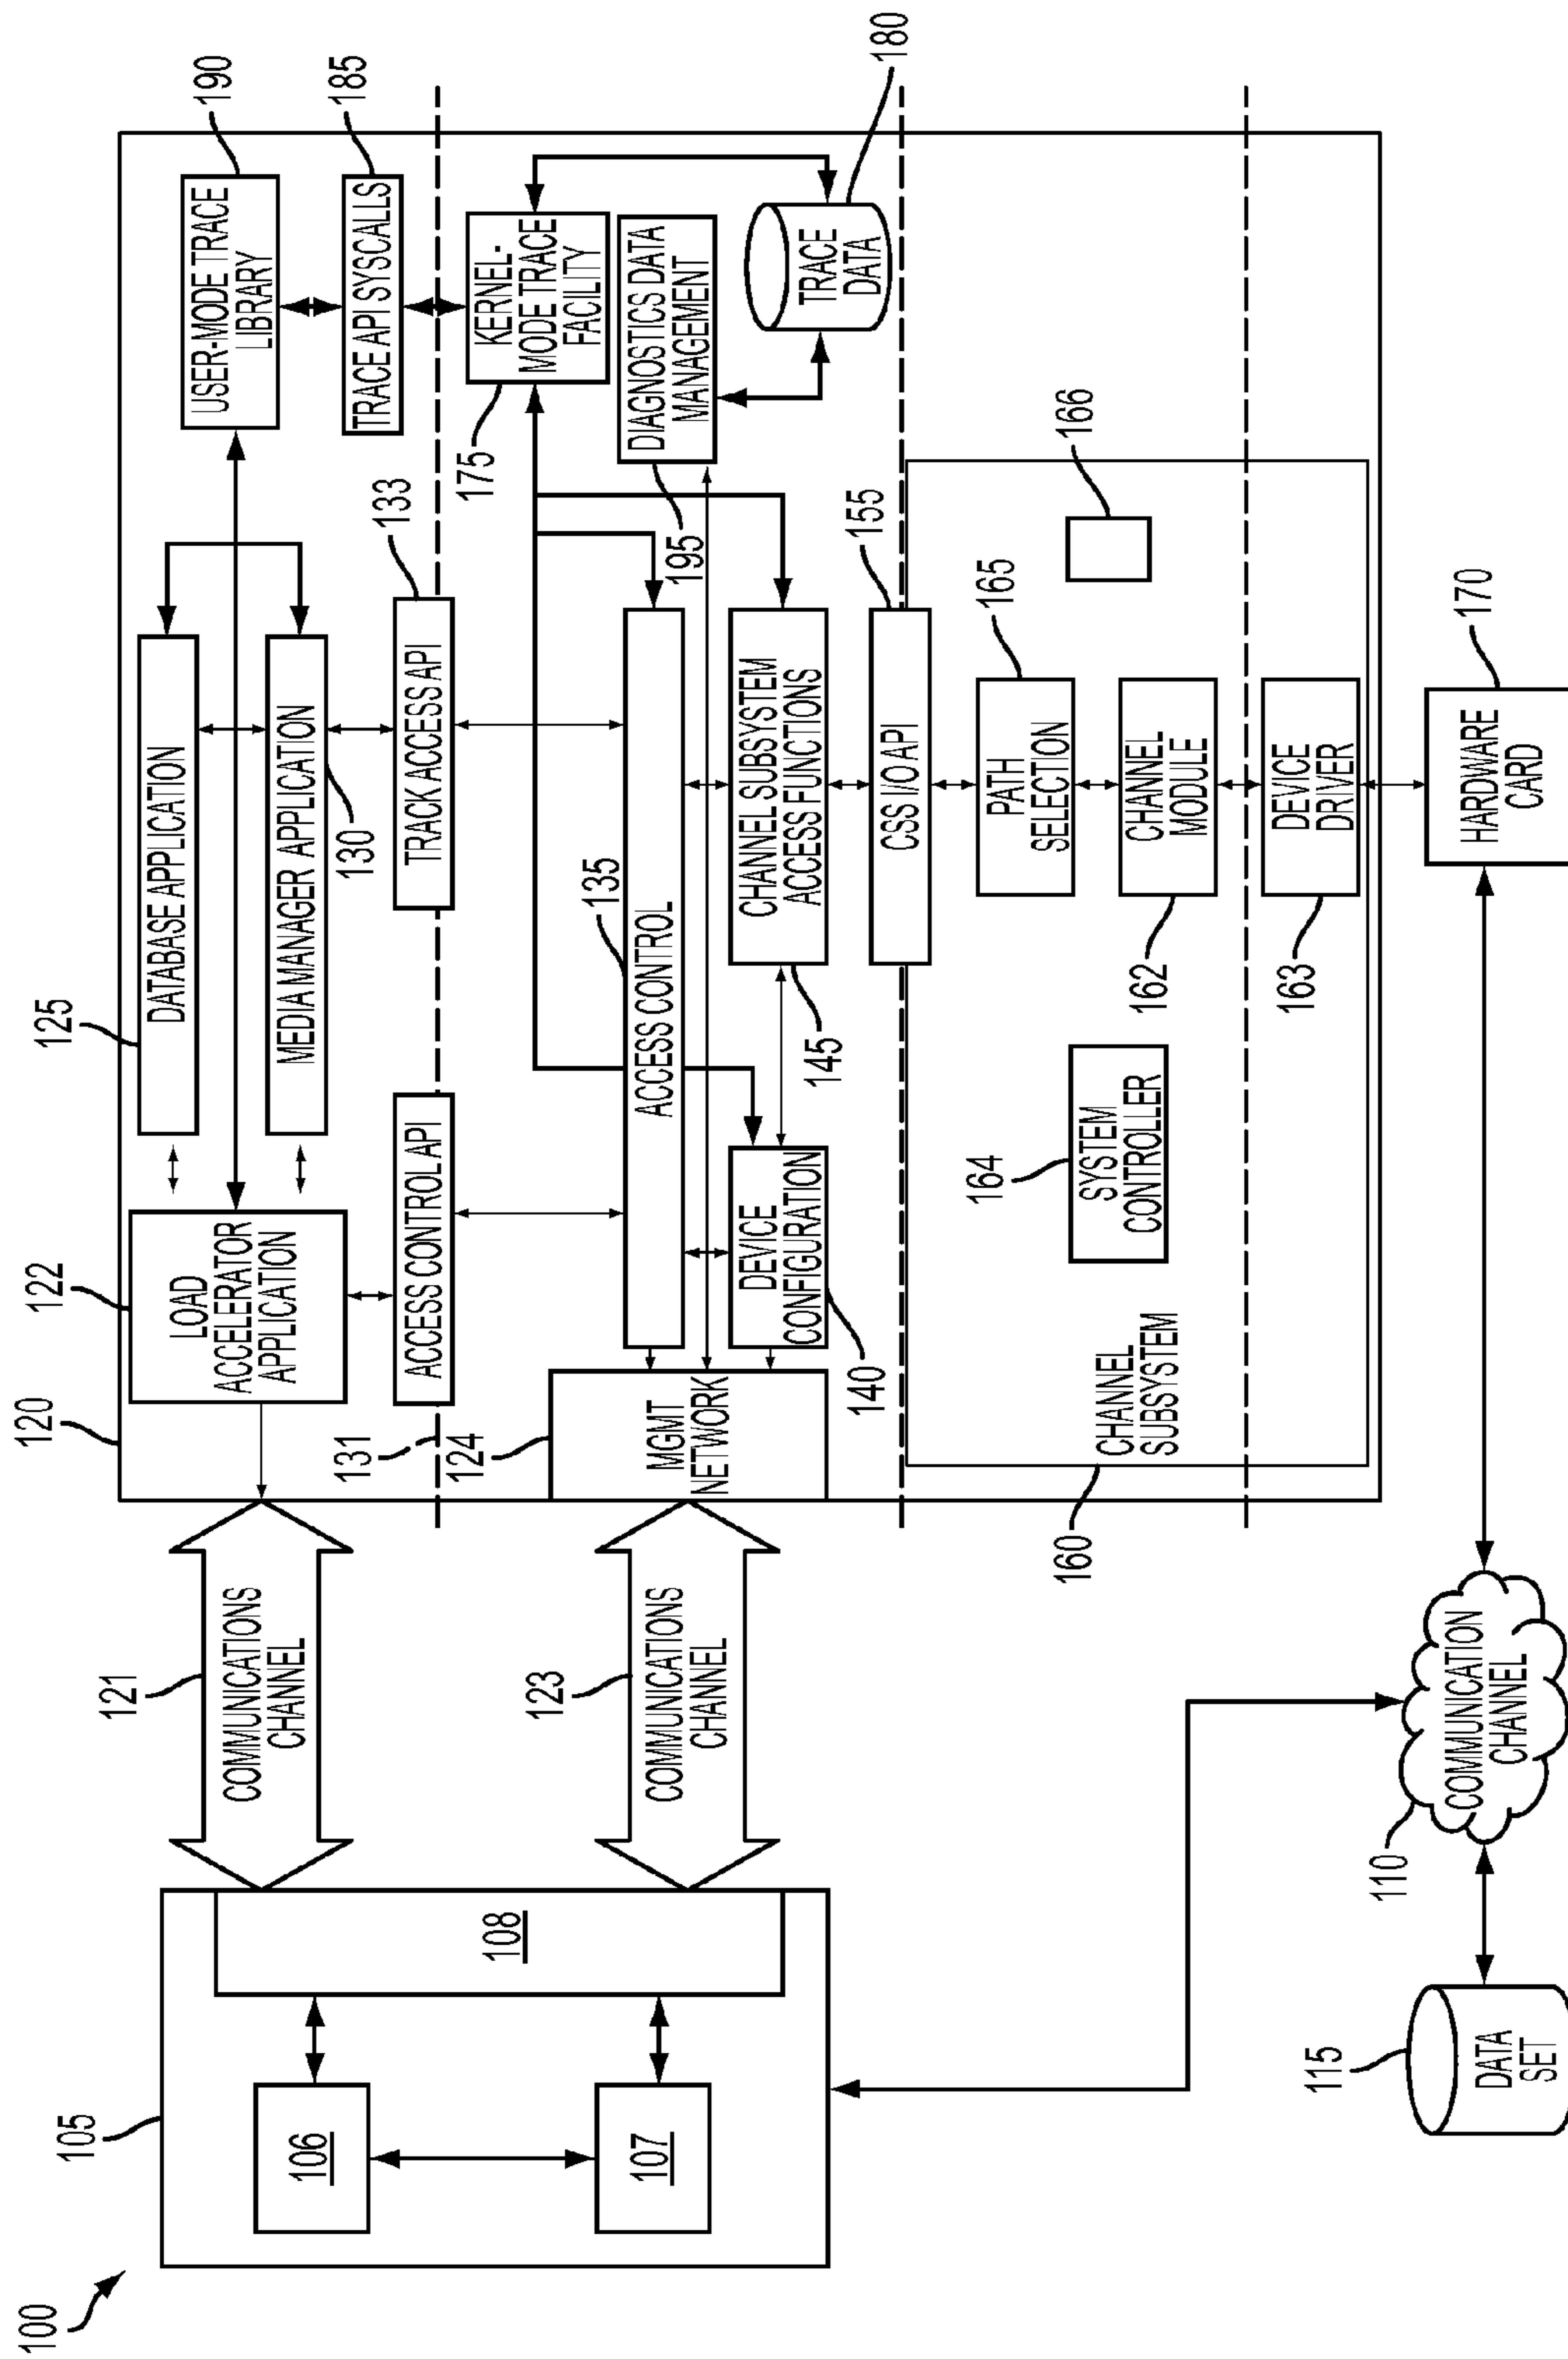 100
105
106
107
108
121
COMMUNICATIONS
CHANNEL
123
COMMUNICATIONS
CHANNEL
115
DATA
SET
110
COMMUNICATION
CHANNEL
120
122
LOAD
ACCELERATOR
APPLICATION
125
DATABASE APPLICATION
MEDIA MANAGER APPLICATION
130
190
USER-MODE TRACE
LIBRARY
185
TRACE API SYSCALLS
131
ACCESS CONTROL API
133
TRACK ACCESS API
124
MGMT
NETWORK
135
ACCESS CONTROL
DEVICE
CONFIGURATION
140
CHANNEL SUBSYSTEM
ACCESS FUNCTIONS
145
175
KERNEL-
MODE TRACE
FACILITY
195
DIAGNOSTICS DATA
MANAGEMENT
TRACE
DATA
180
155
CSS I/O API
160
CHANNEL
SUBSYSTEM
164
SYSTEM
CONTROLLER
165
PATH
SELECTION
166
CHANNEL
MODULE
162
DEVICE
DRIVER
163
170
HARDWARE
CARD